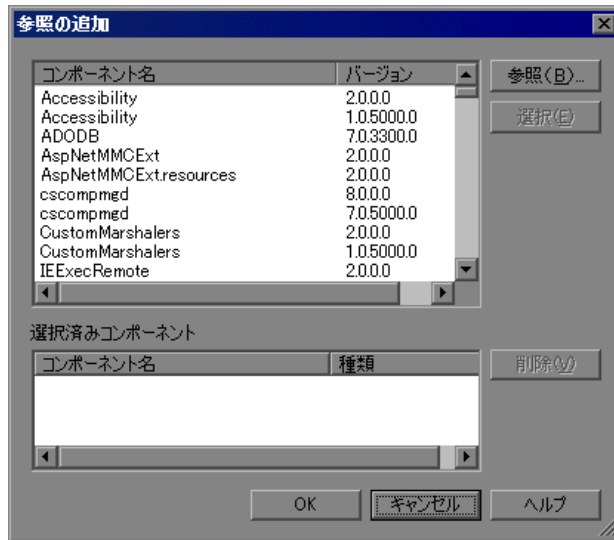 参照の追加
コンポーネント名 バージョン
Accessibility 2.0.0.0
Accessibility 1.0.5000.0
ADODB 7.0.3300.0
AspNetMMCExt 2.0.0.0
AspNetMMCExt.resources 2.0.0.0
cscompmgd 8.0.0.0
cscompmgd 7.0.5000.0
CustomMarshalers 2.0.0.0
CustomMarshalers 1.0.5000.0
IEExecRemote 2.0.0.0
参照(B)...
選択(E)
選択済みコンポーネント
コンポーネント名 種類
削除(V)
OK キャンセル ヘルプ